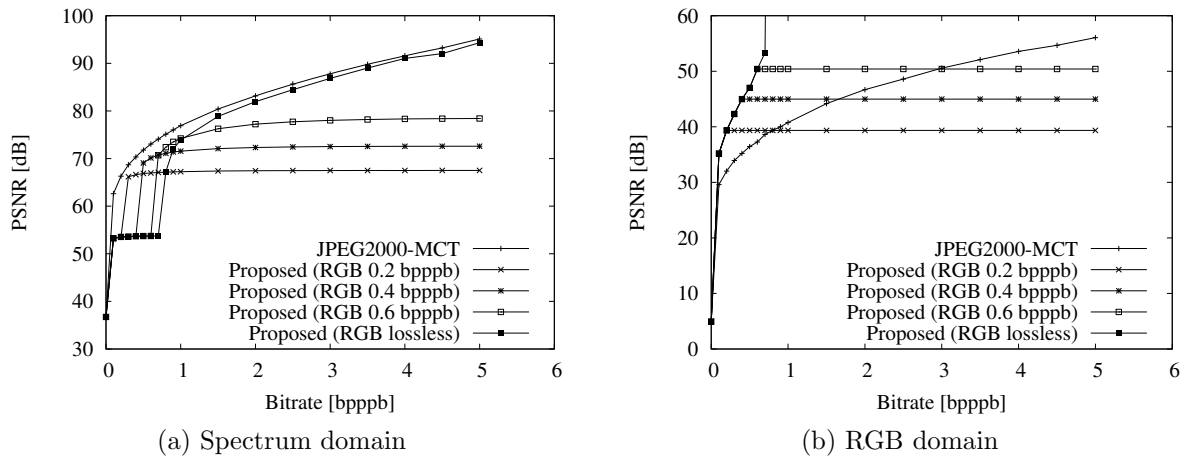 100
90
80
70
60
50
40
30
PSNR [dB]
JPEG2000-MCT
Proposed (RGB 0.2 bpppb)
Proposed (RGB 0.4 bpppb)
Proposed (RGB 0.6 bpppb)
Proposed (RGB lossless)
0 1 2 3 4 5 6
Bitrate [bpppb]
(a) Spectrum domain
60
50
40
30
20
10
0
PSNR [dB]
JPEG2000-MCT
Proposed (RGB 0.2 bpppb)
Proposed (RGB 0.4 bpppb)
Proposed (RGB 0.6 bpppb)
Proposed (RGB lossless)
0 1 2 3 4 5 6
Bitrate [bpppb]
(b) RGB domain